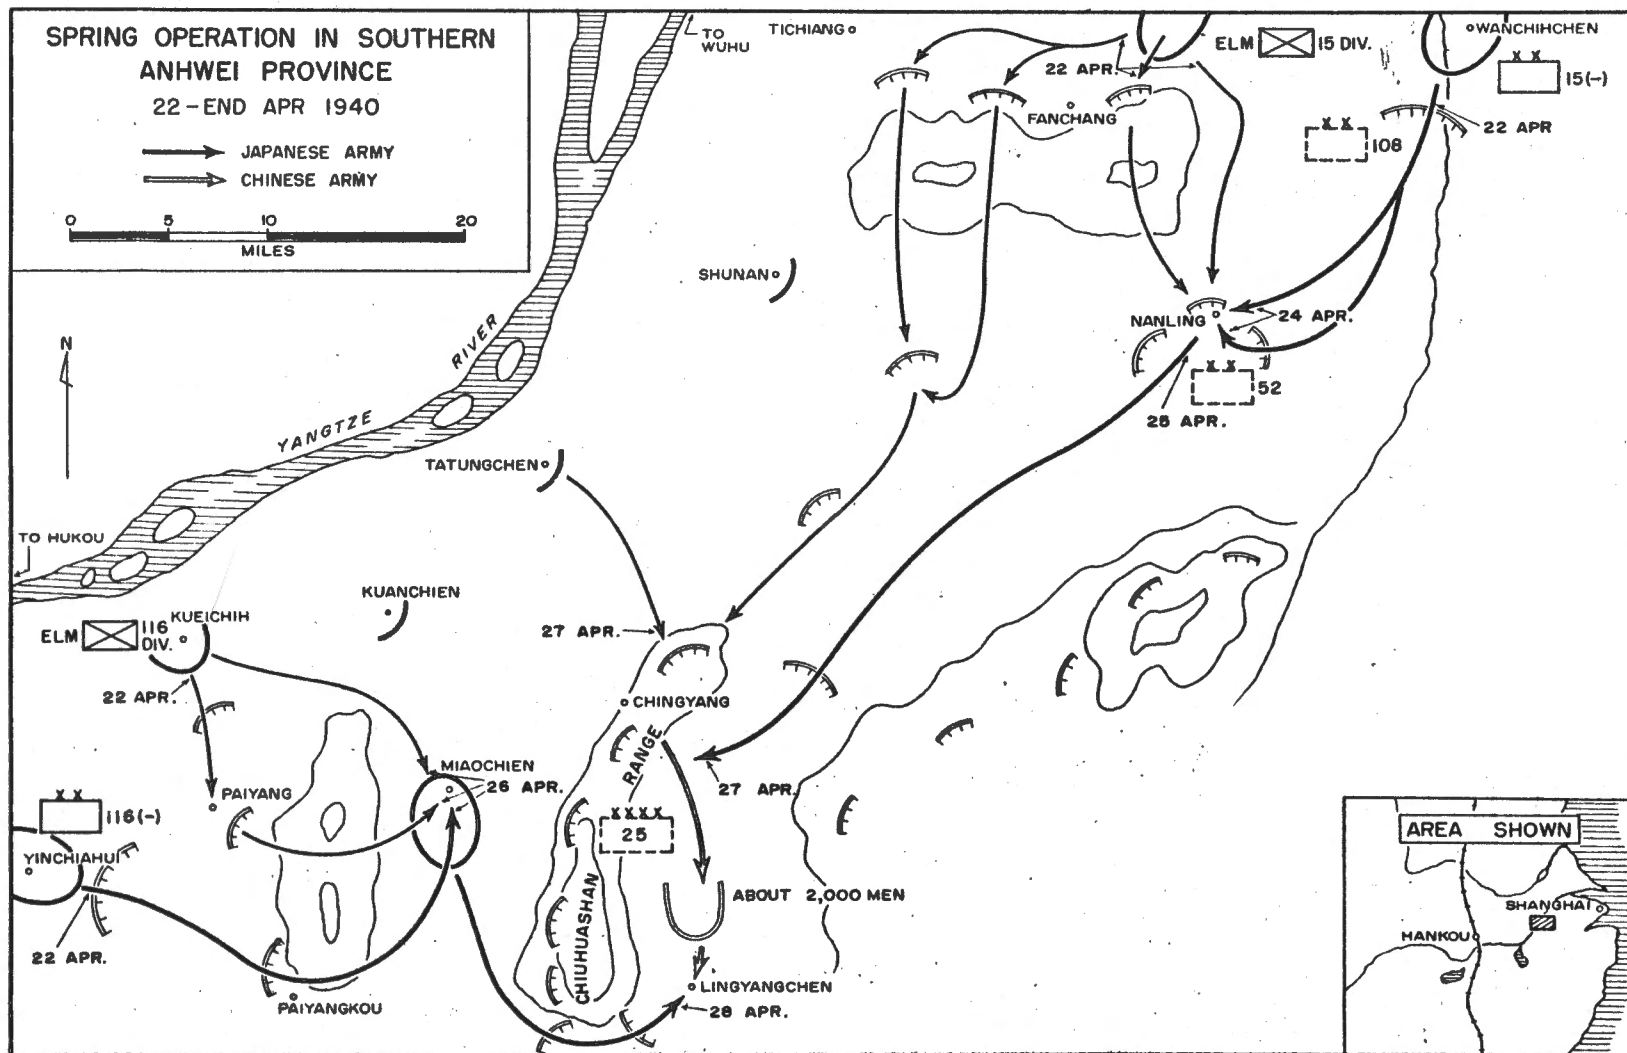 SPRING OPERATION IN SOUTHERN
ANHWEI PROVINCE
22-END APR 1940
JAPANESE ARMY
CHINESE ARMY
0 5 10 20
MILES
TO
WUHU
TICHIANG
22 APR.
ELM 15 DIV.
WANCHIHCHEN
XX
15(-)
22 APR
FANCHANG
XX
108
SHUNAN
NANLING
24 APR.
XX
52
25 APR.
N
YANGTZE RIVER
TATUNGCHEN
TO HUKOU
KUANCHIEN
KUEICHIH
ELM 116
DIV.
22 APR.
27 APR.
CHINGYANG
RANGE
27 APR.
MIAOCHIEN
26 APR.
PAIYANG
XX
116(-)
YINCHIAHUI
22 APR.
XXXX
25
CHIUHUASHAN
ABOUT 2,000 MEN
LINGYANGCHEN
28 APR.
PAIYANGKOU
AREA SHOWN
SHANGHAI
HANKOU